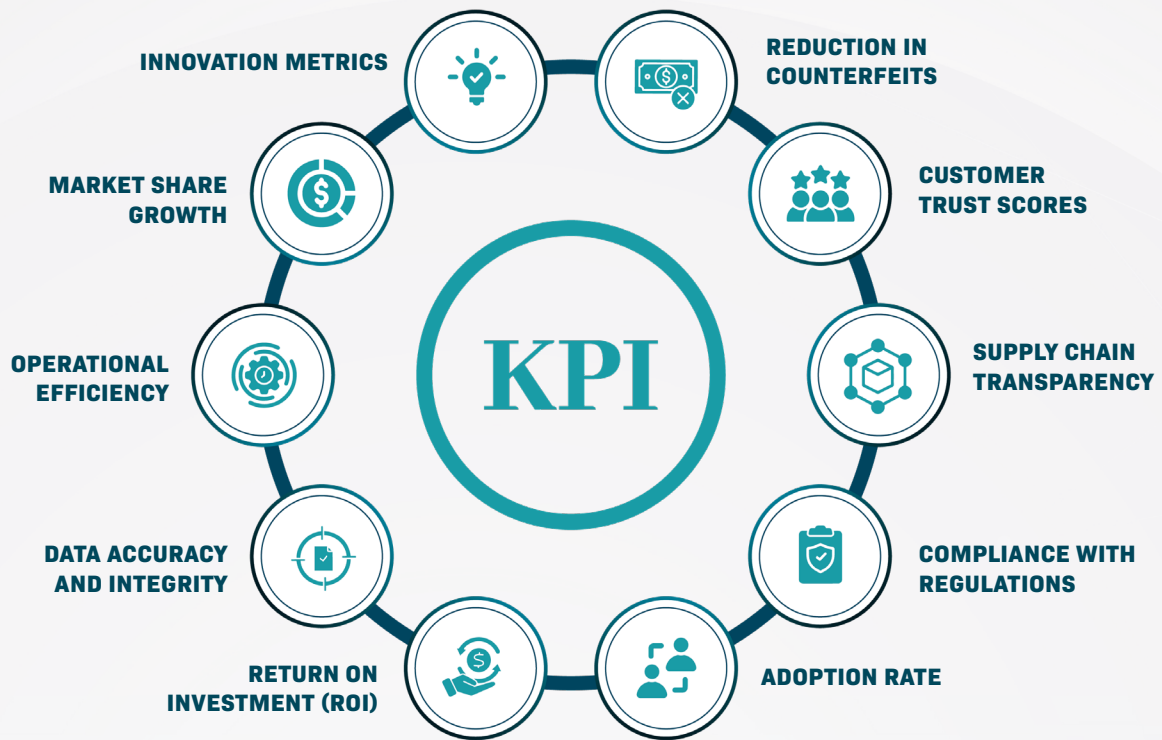 INNOVATION METRICS
REDUCTION IN
COUNTERFEITS
MARKET SHARE
GROWTH
CUSTOMER
TRUST SCORES
KPI
OPERATIONAL
EFFICIENCY
SUPPLY CHAIN
TRANSPARENCY
DATA ACCURACY
AND INTEGRITY
COMPLIANCE WITH
REGULATIONS
RETURN ON
INVESTMENT (ROI)
ADOPTION RATE